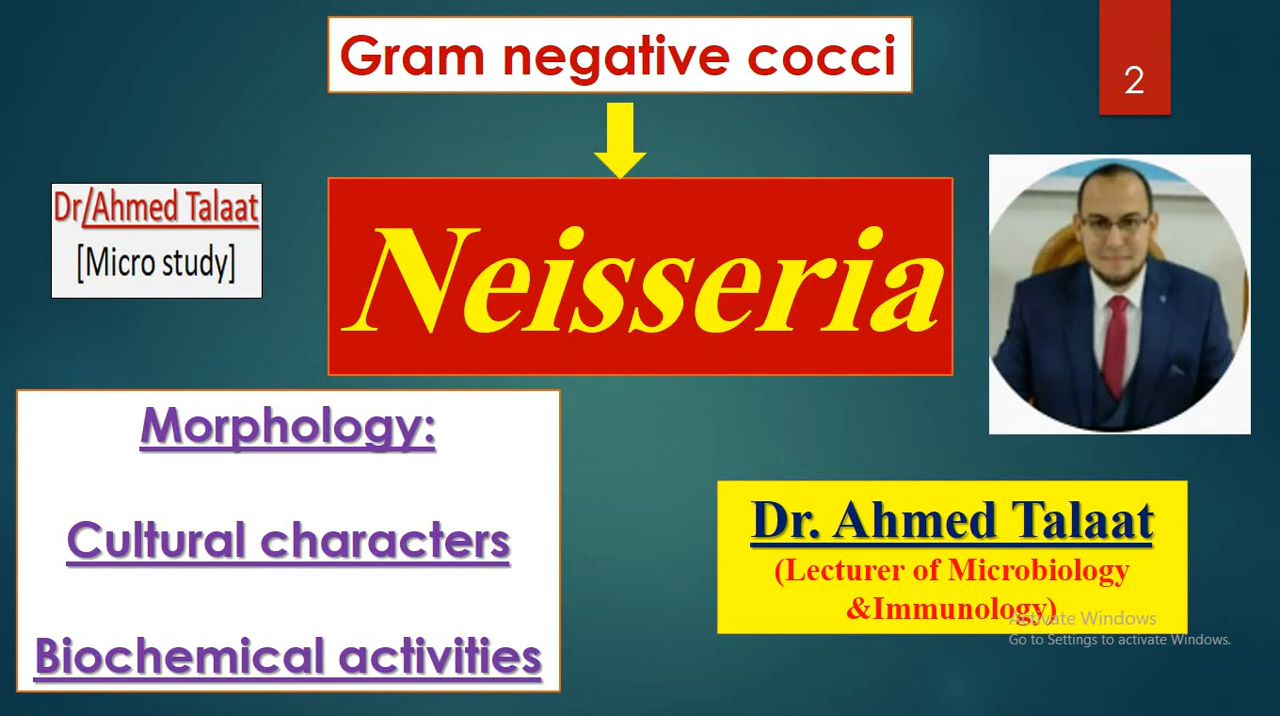 Gram negative cocci
2
Dr/Ahmed Talaat
[Micro study]
Neisseria
Morphology:
Cultural characters
Biochemical activities
Dr. Ahmed Talaat
(Lecturer of Microbiology
&Immunology)
Activate Windows
Go to Settings to activate Windows.